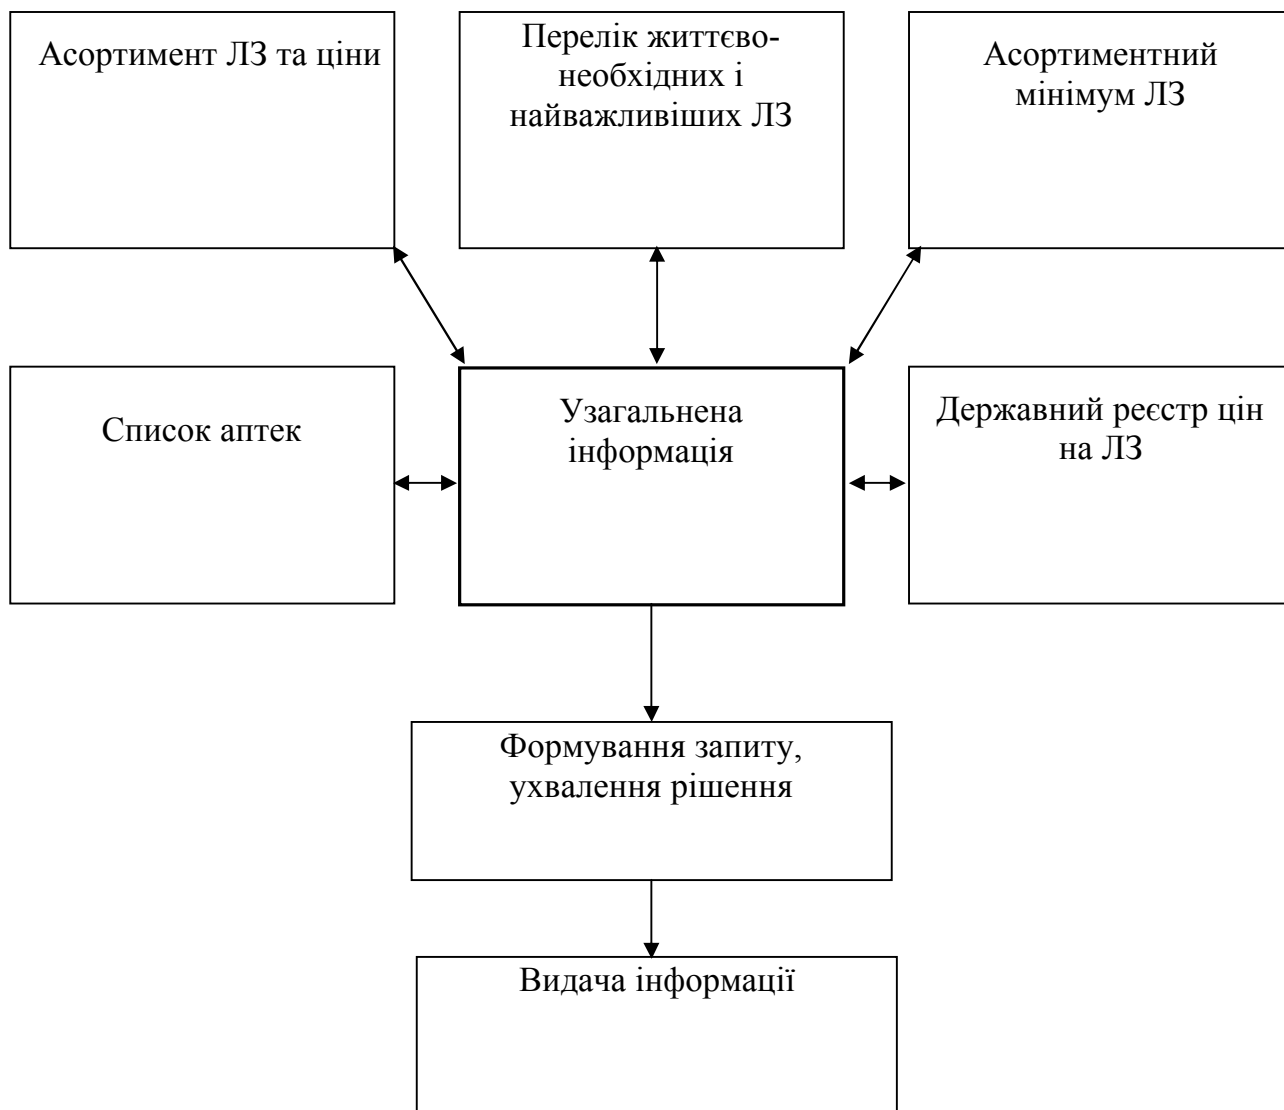 Асортимент ЛЗ та ціни
Перелік життєво-
необхідних і
найважливіших ЛЗ
Асортиментний
мінімум ЛЗ
Список аптек
Узагальнена
інформація
Державний реєстр цін
на ЛЗ
Формування запиту,
ухвалення рішення
Видача інформації